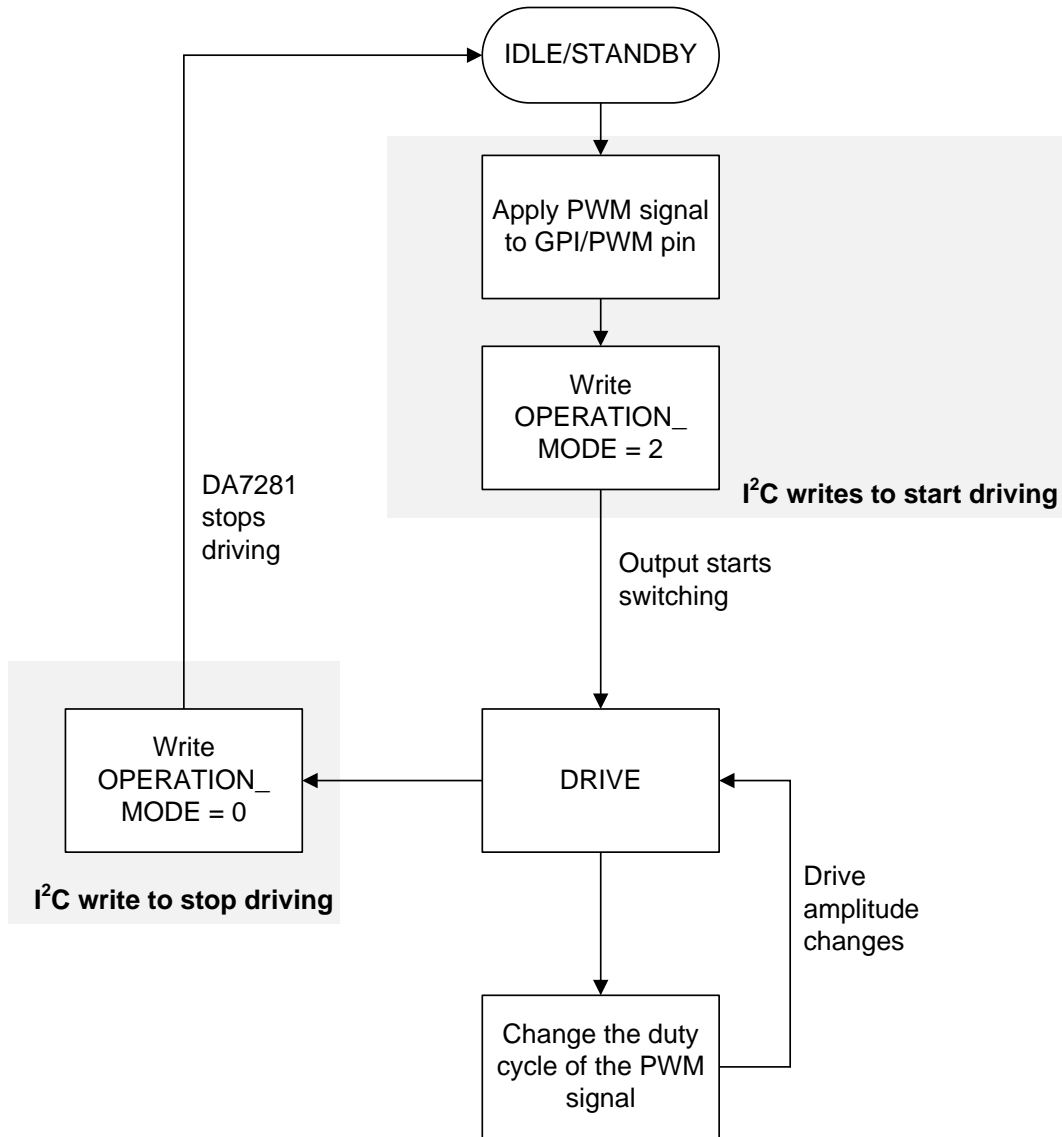 IDLE/STANDBY
Apply PWM signal
to GPI/PWM pin
Write
OPERATION_
MODE = 2
I²C writes to start driving
DA7281
stops
driving
Output starts
switching
Write
OPERATION_
MODE = 0
I²C write to stop driving
DRIVE
Drive
amplitude
changes
Change the duty
cycle of the PWM
signal